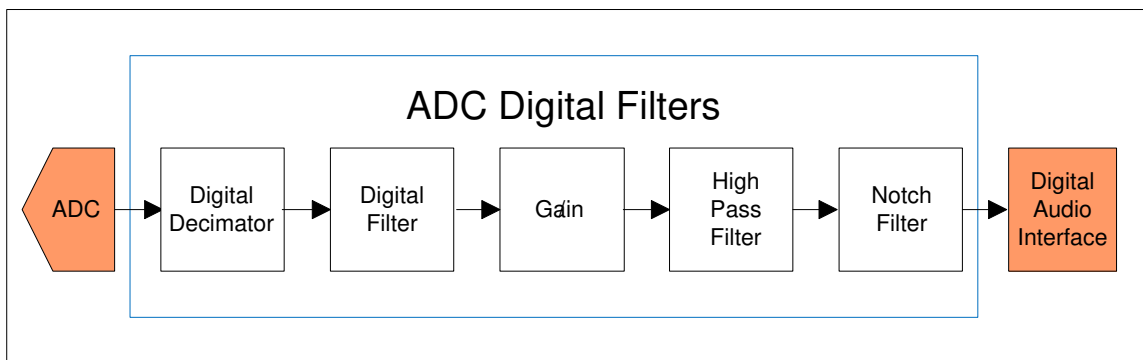 ADC Digital Filters
ADC
Digital
Decimator
Digital
Filter
Gain
High
Pass
Filter
Notch
Filter
Digital
Audio
Interface